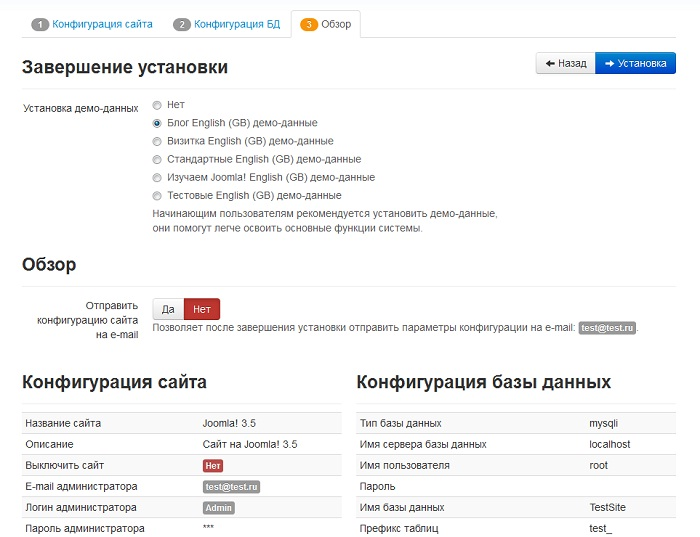 1 Конфигурация сайта 2 Конфигурация БД 3 Обзор
Завершение установки
Назад Установка
Установка демо-данных
Нет
Блог English (GB) демо-данные
Визитка English (GB) демо-данные
Стандартные English (GB) демо-данные
Изучаем Joomla! English (GB) демо-данные
Тестовые English (GB) демо-данные
Начинающим пользователям рекомендуется установить демо-данные,
они помогут легче освоить основные функции системы.
Обзор
Отправить
конфигурацию сайта
на e-mail
Да Нет
Позволяет после завершения установки отправить параметры конфигурации на e-mail: test@test.ru.
Конфигурация сайта
Название сайта Joomla! 3.5
Описание Сайт на Joomla! 3.5
Выключить сайт Нет
E-mail администратора test@test.ru
Логин администратора Admin
Пароль администратора ***
Конфигурация базы данных
Тип базы данных mysqli
Имя сервера базы данных localhost
Имя пользователя root
Пароль
Имя базы данных TestSite
Префикс таблиц test_